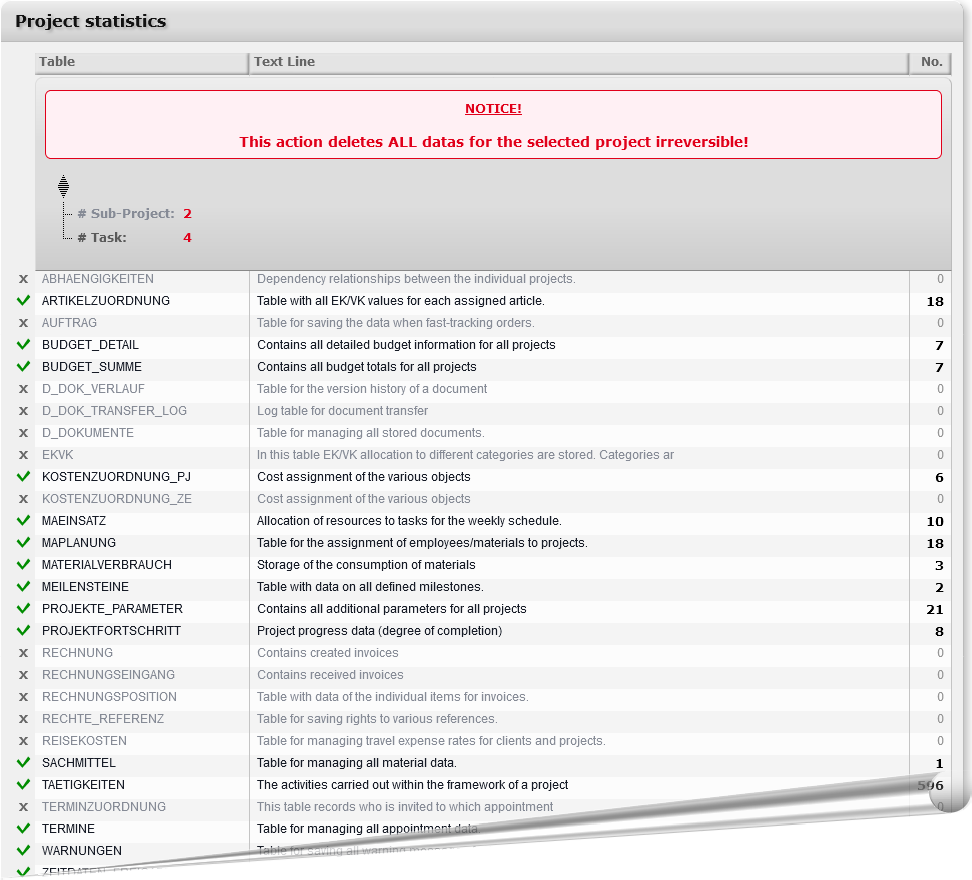 Project statistics
Table Text Line No.
NOTICE!
This action deletes ALL datas for the selected project irreversible!
# Sub-Project: 2
# Task: 4
x ABHAENGIGKEITEN Dependency relationships between the individual projects. 0
ARTIKELZUORDNUNG Table with all EK/VK values for each assigned article. 18
x AUFTRAG Table for saving the data when fast-tracking orders. 0
BUDGET_DETAIL Contains all detailed budget information for all projects 7
BUDGET_SUMME Contains all budget totals for all projects 7
x D_DOK_VERLAUF Table for the version history of a document 0
x D_DOK_TRANSFER_LOG Log table for document transfer 0
x D_DOKUMENTE Table for managing all stored documents. 0
x EKVK In this table EK/VK allocation to different categories are stored. Categories ar 0
KOSTENZUORDNUNG_PJ Cost assignment of the various objects 6
x KOSTENZUORDNUNG_ZE Cost assignment of the various objects 0
MAEINSATZ Allocation of resources to tasks for the weekly schedule. 10
MAPLANUNG Table for the assignment of employees/materials to projects. 18
MATERIALVERBRAUCH Storage of the consumption of materials 3
MEILENSTEINE Table with data on all defined milestones. 2
PROJEKTE_PARAMETER Contains all additional parameters for all projects 21
PROJEKTFORTSCHRITT Project progress data (degree of completion) 8
x RECHNUNG Contains created invoices 0
x RECHNUNGSEINGANG Contains received invoices 0
x RECHNUNGSPOSITION Table with data of the individual items for invoices. 0
x RECHTE_REFERENZ Table for saving rights to various references. 0
x REISEKOSTEN Table for managing travel expense rates for clients and projects. 0
SACHMITTEL Table for managing all material data. 1
TAETIGKEITEN The activities carried out within the framework of a project 596
x TERMINZUORDNUNG This table records who is invited to which appointment 0
TERMINE Table for managing all appointment data.
WARNUNGEN Table for saving all warning